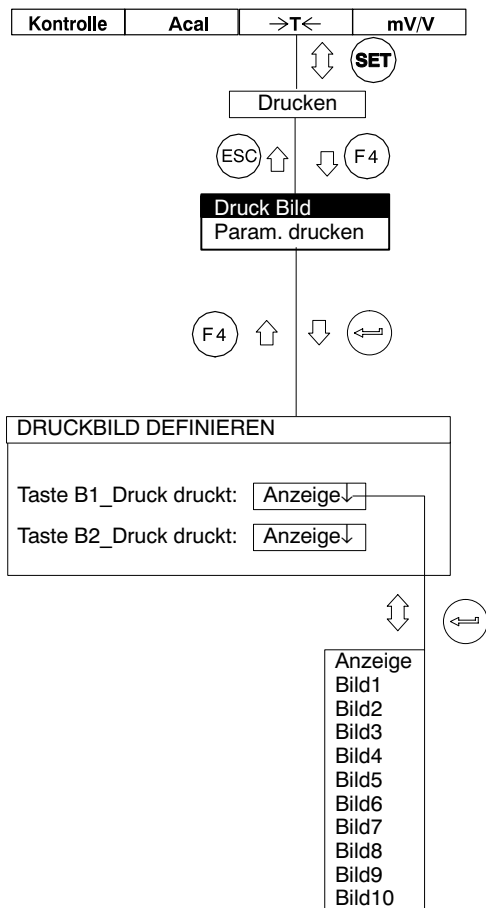 Kontrolle Acal →T← mV/V
SET
Drucken
ESC F4
Druck Bild
Param. drucken
F4
DRUCKBILD DEFINIEREN
Taste B1_Druck druckt: Anzeige↓
Taste B2_Druck druckt: Anzeige↓
Anzeige
Bild1
Bild2
Bild3
Bild4
Bild5
Bild6
Bild7
Bild8
Bild9
Bild10